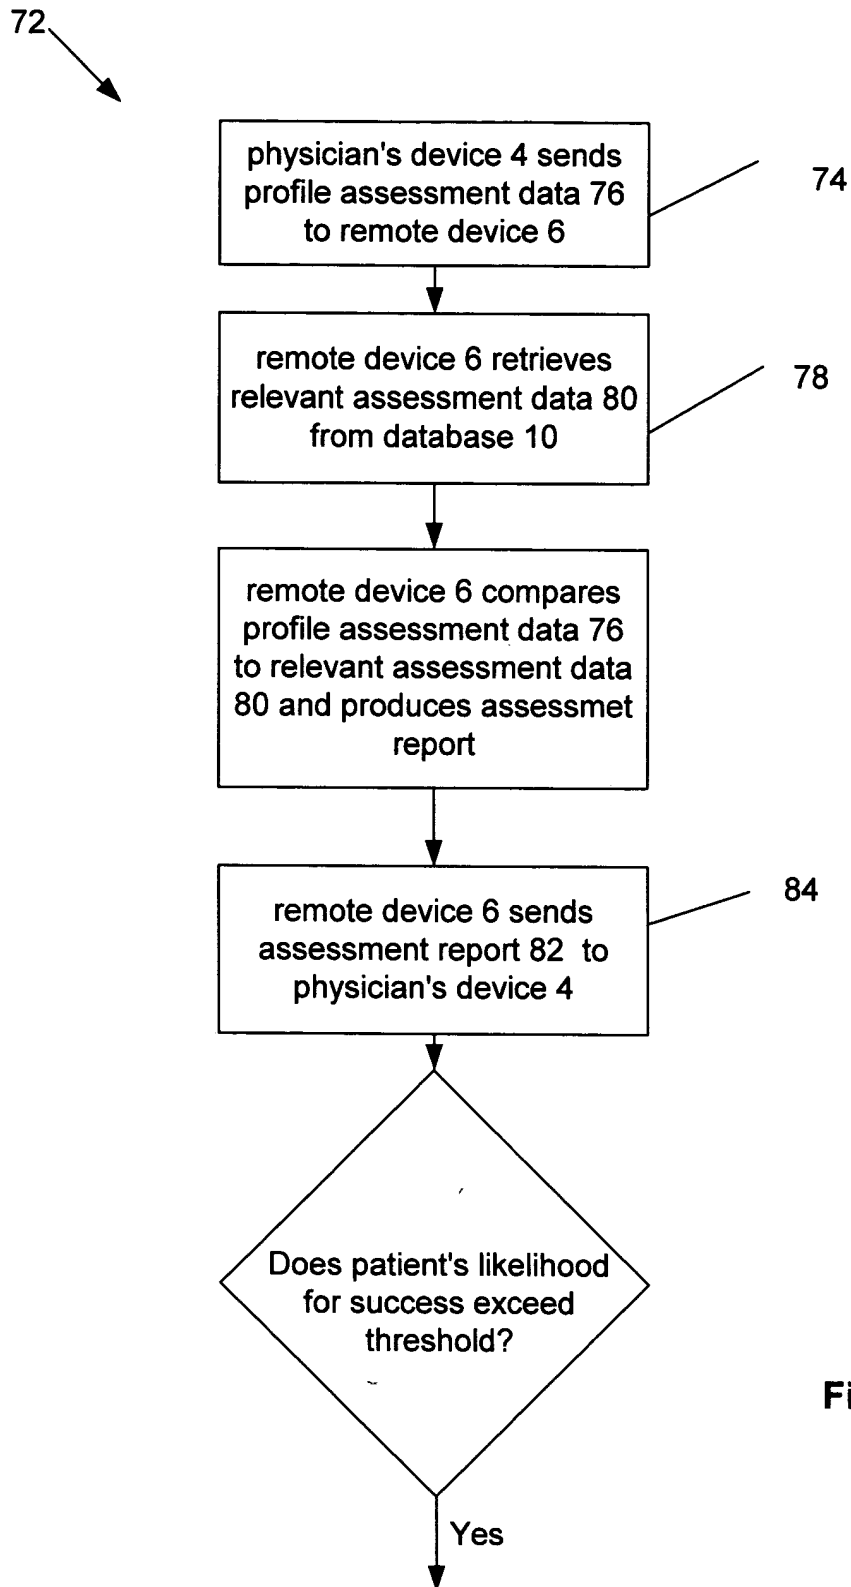 72
physician's device 4 sends
profile assessment data 76
to remote device 6
74
remote device 6 retrieves
relevant assessment data 80
from database 10
78
remote device 6 compares
profile assessment data 76
to relevant assessment data
80 and produces assessmet
report
remote device 6 sends
assessment report 82 to
physician's device 4
84
Does patient's likelihood
for success exceed
threshold?
Yes